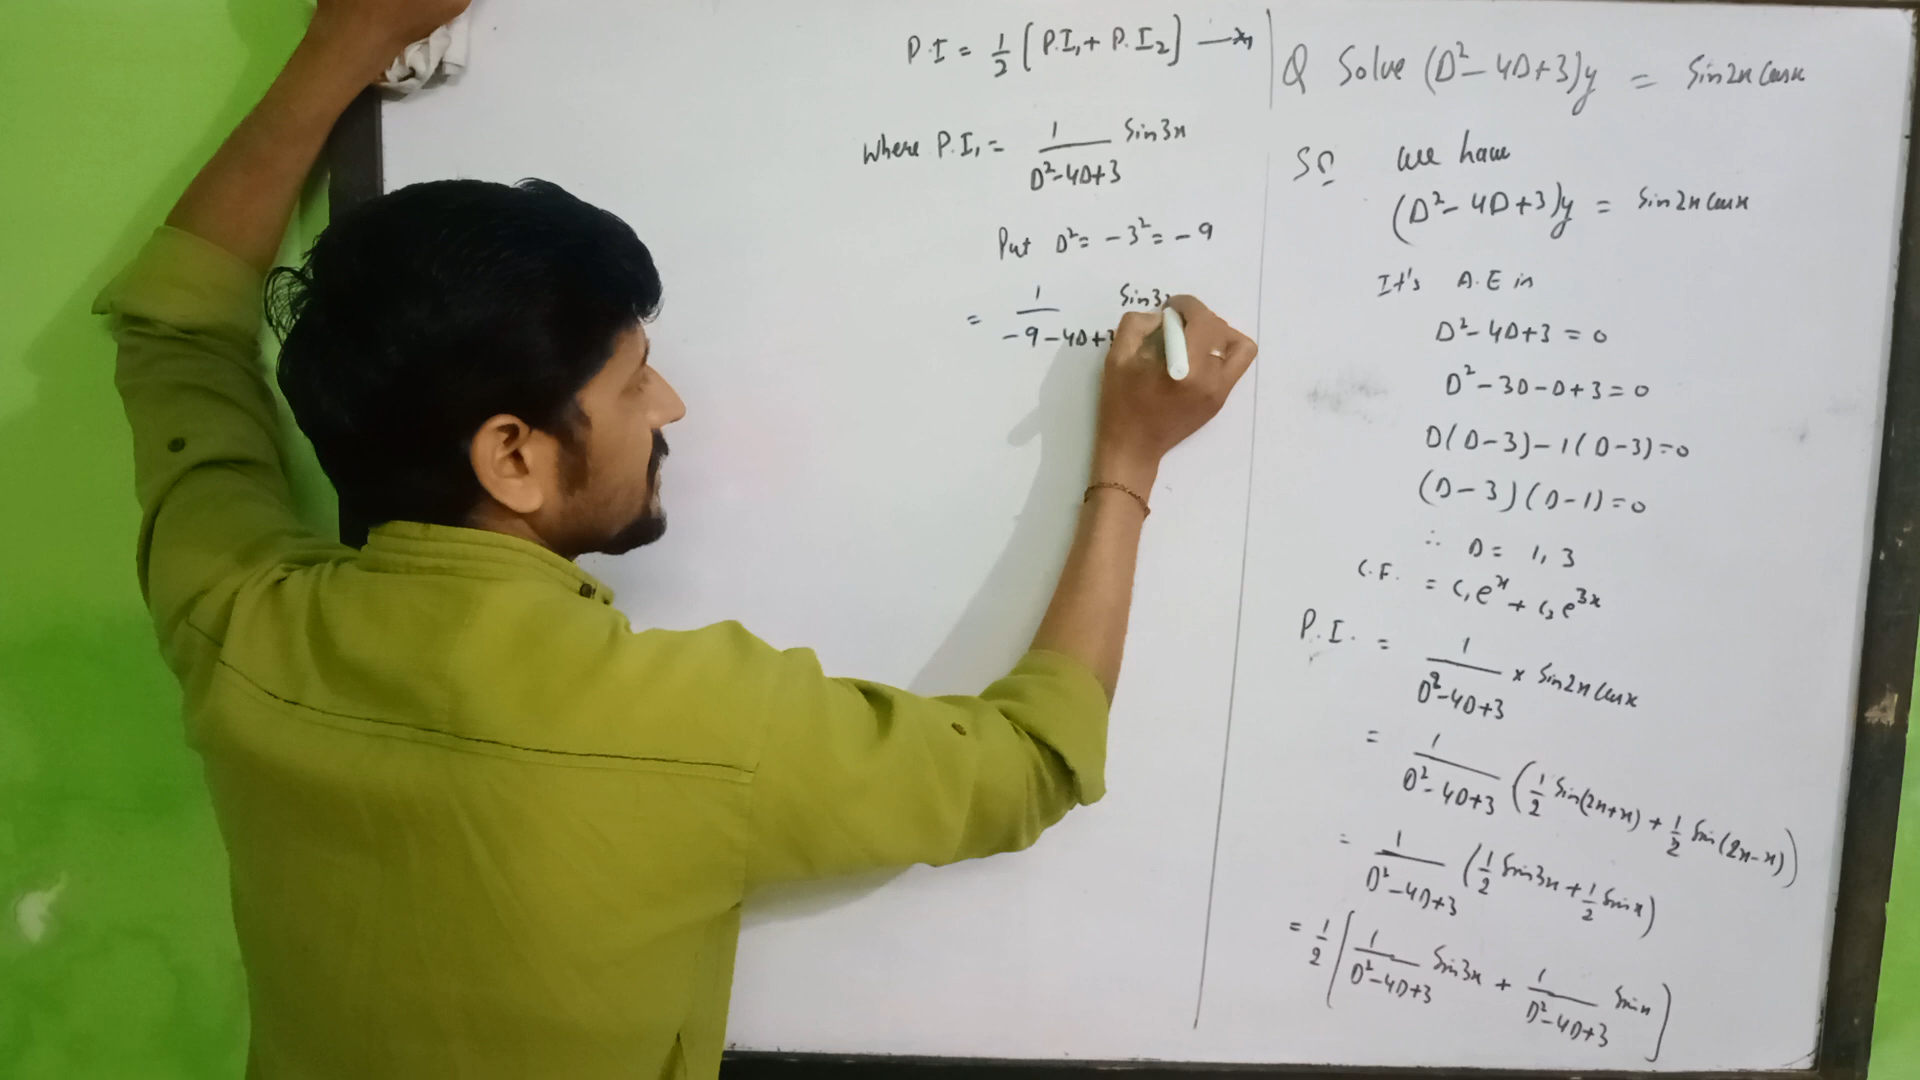 Q Solve (D²-4D+3)y = Sin2x Cosx
Sol we have
(D²-4D+3)y = Sin2x Cosx
It's A.E is
D²-4D+3 = 0
D²-3D-D+3=0
D(D-3)-1(D-3)=0
(D-3)(D-1)=0
∴ D = 1, 3
C.F. = C₁eˣ + C₂e³ˣ
P.I. = 1/(D²-4D+3) × Sin2x Cosx
= 1/(D²-4D+3) (1/2 Sin(2x+x) + 1/2 Sin(2x-x))
= 1/(D²-4D+3) (1/2 Sin3x + 1/2 Sinx)
= 1/2 [1/(D²-4D+3) Sin3x + 1/(D²-4D+3) Sinx]
P.I = 1/2 [P.I₁ + P.I₂]
Where P.I₁ = 1/(D²-4D+3) Sin3x
Put D² = -3² = -9
= 1/(-9-4D+3) Sin3x